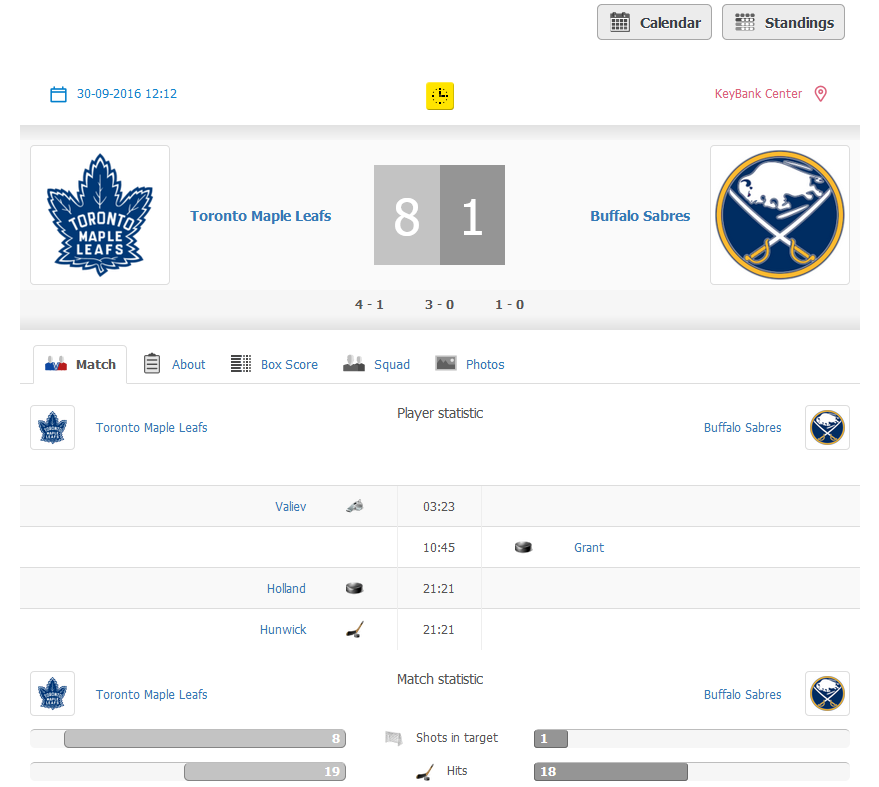 Calendar Standings
30-09-2016 12:12 KeyBank Center
TORONTO
MAPLE
LEAFS
Toronto Maple Leafs 8 1 Buffalo Sabres
4 - 1 3 - 0 1 - 0
Match About Box Score Squad Photos
Player statistic
Toronto Maple Leafs Buffalo Sabres
Valiev 03:23
10:45 Grant
Holland 21:21
Hunwick 21:21
Match statistic
Toronto Maple Leafs Buffalo Sabres
8 Shots in target 1
19 Hits 18